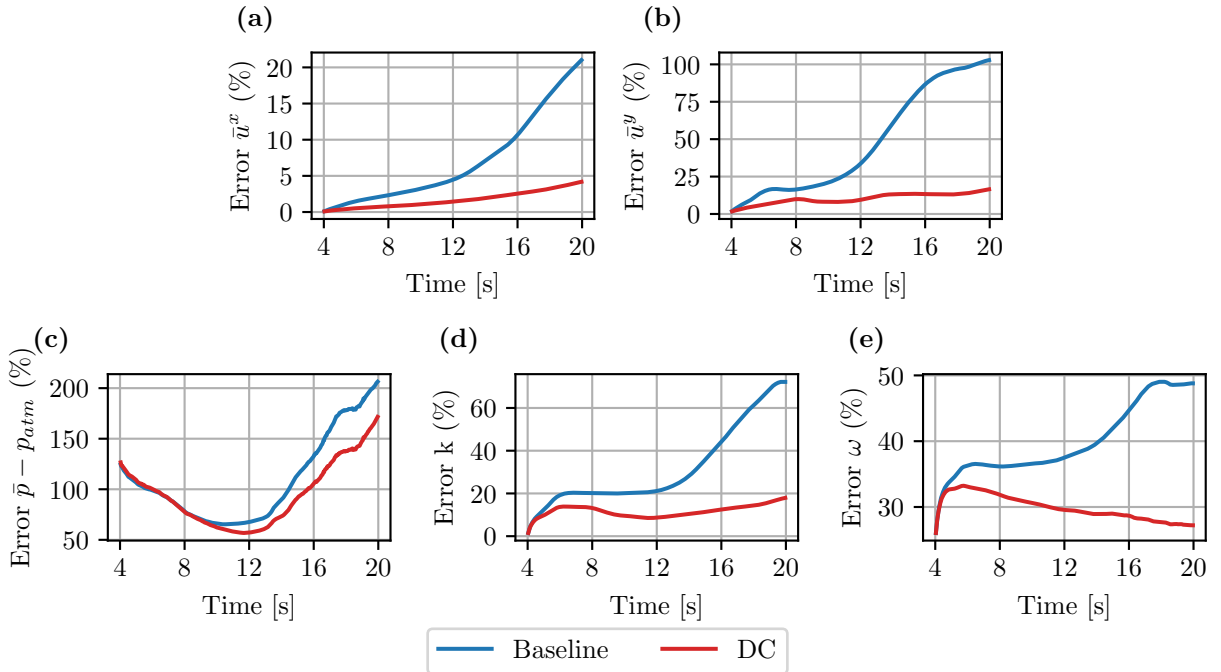 (a)
Error ūˣ (%)
20
15
10
5
0
4 8 12 16 20
Time [s]
(b)
Error ūʸ (%)
100
75
50
25
0
4 8 12 16 20
Time [s]
(c)
Error p̄ − pₐₜₘ (%)
200
150
100
50
4 8 12 16 20
Time [s]
(d)
Error k (%)
60
40
20
0
4 8 12 16 20
Time [s]
(e)
Error ω (%)
50
40
30
4 8 12 16 20
Time [s]
Baseline DC